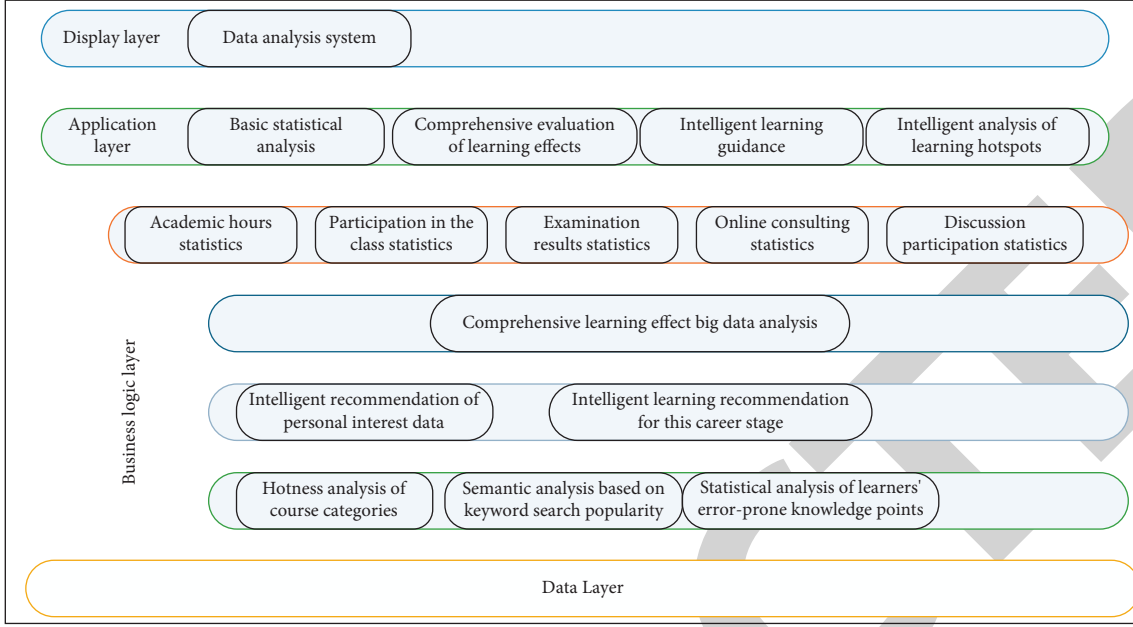 Display layer
Data analysis system
Application
layer
Basic statistical
analysis
Comprehensive evaluation
of learning effects
Intelligent learning
guidance
Intelligent analysis of
learning hotspots
Academic hours
statistics
Participation in the
class statistics
Examination
results statistics
Online consulting
statistics
Discussion
participation statistics
Business logic layer
Comprehensive learning effect big data analysis
Intelligent recommendation of
personal interest data
Intelligent learning recommendation
for this career stage
Hotness analysis of
course categories
Semantic analysis based on
keyword search popularity
Statistical analysis of learners'
error-prone knowledge points
Data Layer